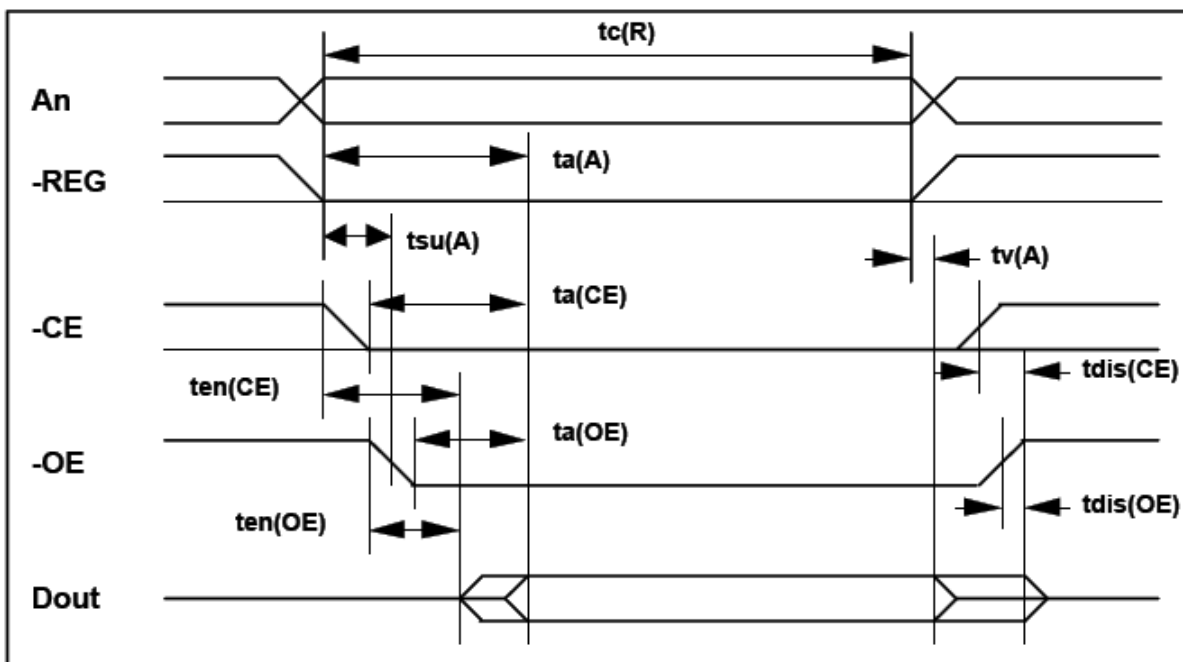 tc(R)
An
ta(A)
-REG
tsu(A)
tv(A)
ta(CE)
-CE
ten(CE)
tdis(CE)
ta(OE)
-OE
ten(OE)
tdis(OE)
Dout